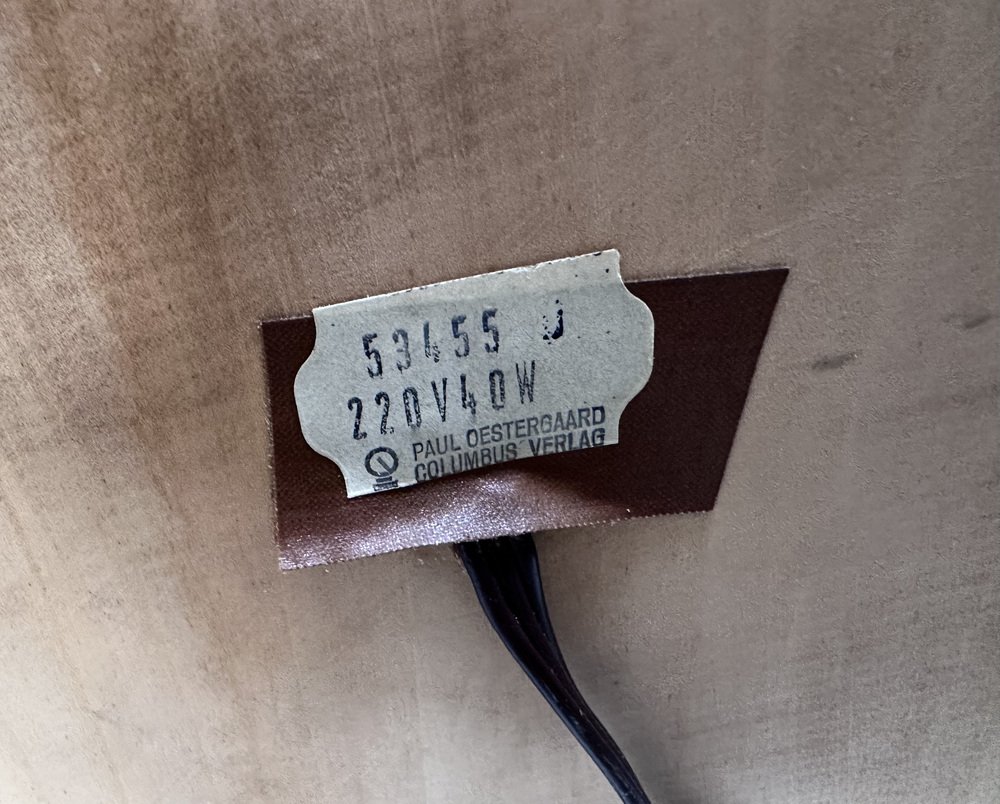 53455 J
220V40W
PAUL OESTERGAARD
COLUMBUS VERLAG